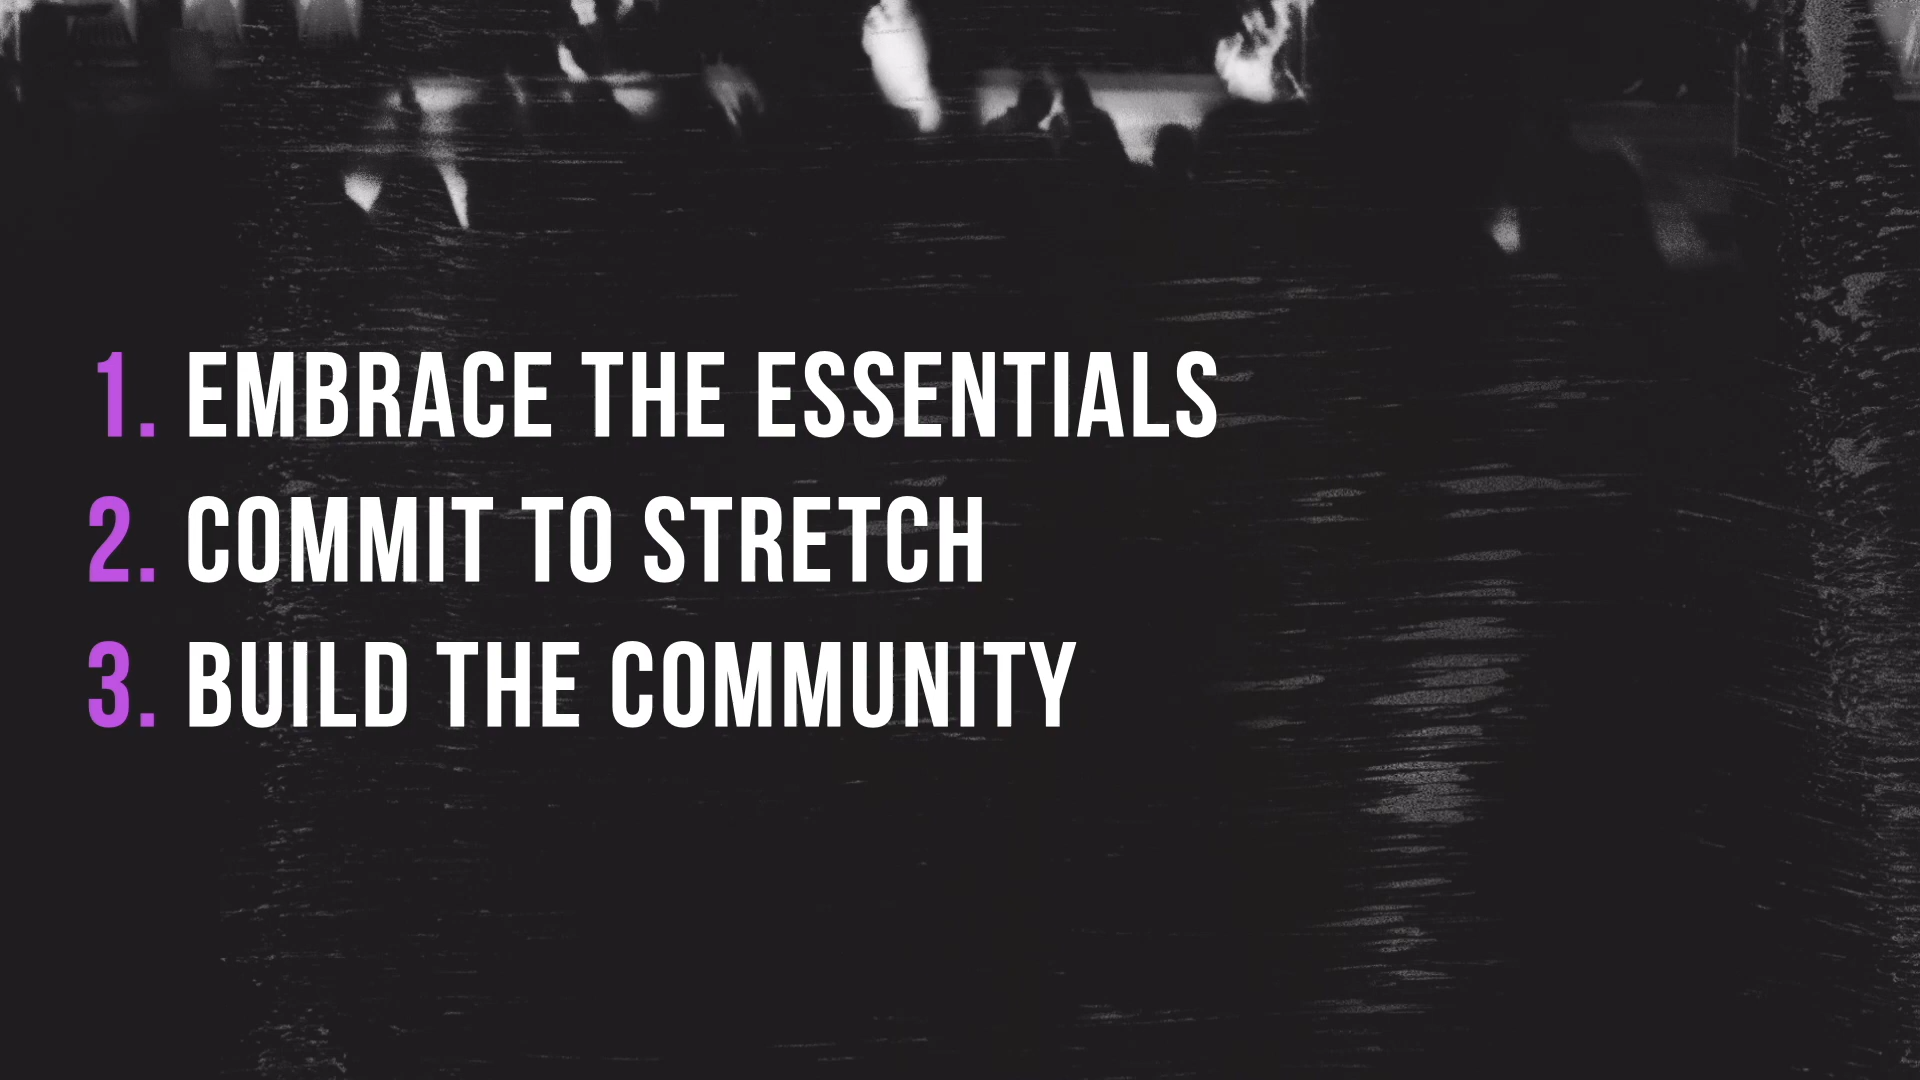 1. EMBRACE THE ESSENTIALS
2. COMMIT TO STRETCH
3. BUILD THE COMMUNITY